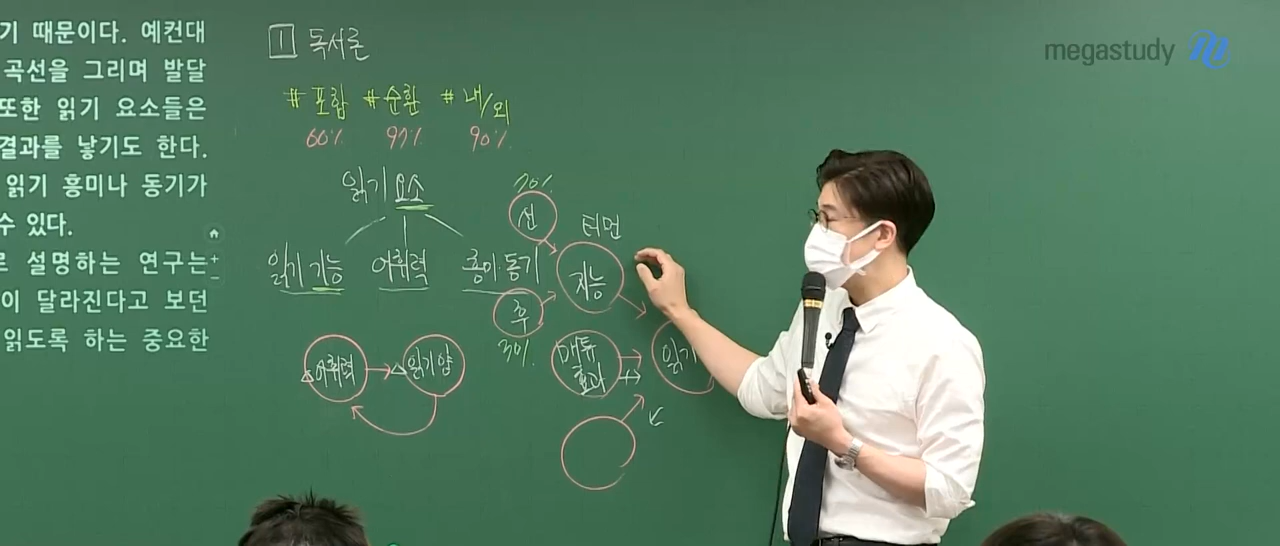 기 때문이다. 예컨대
곡선을 그리며 발달
또한 읽기 요소들은
결과를 낳기도 한다.
읽기 흥미나 동기가
수 있다.
로 설명하는 연구는
이 달라진다고 보던
읽도록 하는 중요한
1 독서론
#포함 #순환 #내/외
60% 97% 90%
읽기 요소
읽기 기능 어휘력 흥미·동기
70%
선
터먼
지능
후
30%
매튜
효과
읽기
△어휘력
△읽기 양
megastudy